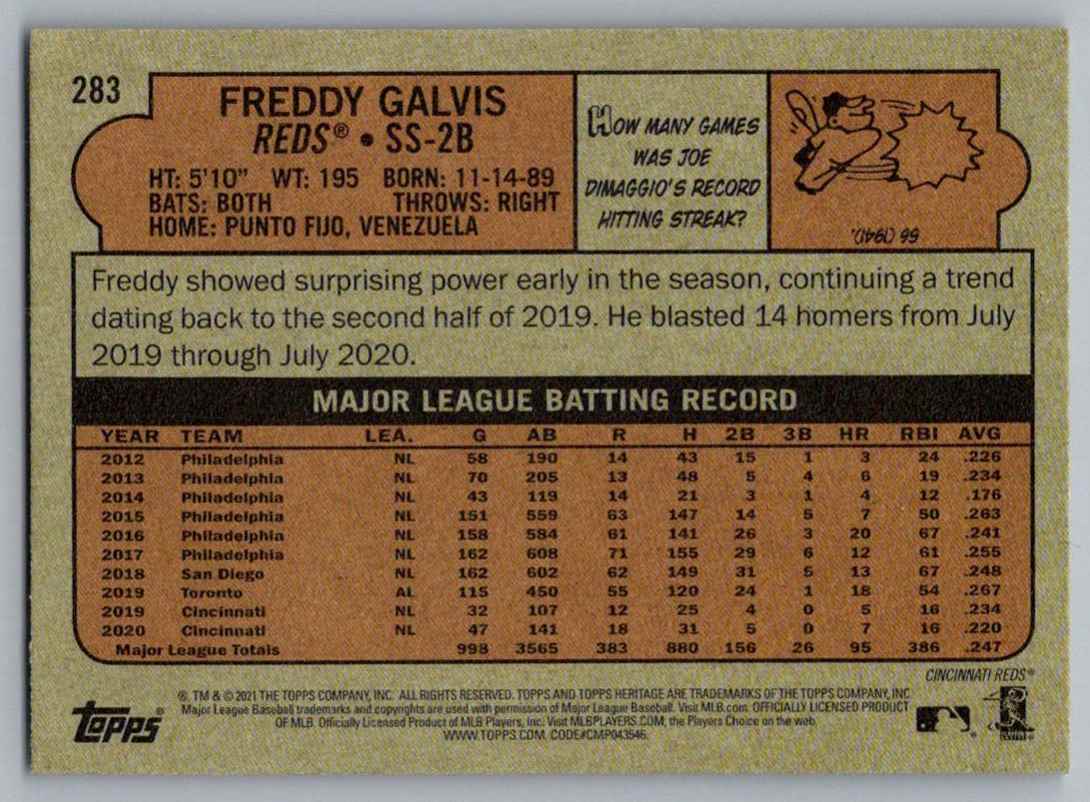 283
FREDDY GALVIS
REDS® • SS-2B
HT: 5'10" WT: 195 BORN: 11-14-89
BATS: BOTH THROWS: RIGHT
HOME: PUNTO FIJO, VENEZUELA
HOW MANY GAMES
WAS JOE
DIMAGGIO'S RECORD
HITTING STREAK?
56 (1941).
Freddy showed surprising power early in the season, continuing a trend
dating back to the second half of 2019. He blasted 14 homers from July
2019 through July 2020.
MAJOR LEAGUE BATTING RECORD
YEAR TEAM LEA. G AB R H 2B 3B HR RBI AVG
2012 Philadelphia NL 58 190 14 43 15 1 3 24 .226
2013 Philadelphia NL 70 205 13 48 5 4 6 19 .234
2014 Philadelphia NL 43 119 14 21 3 1 4 12 .176
2015 Philadelphia NL 151 559 63 147 14 5 7 50 .263
2016 Philadelphia NL 158 584 61 141 26 3 20 67 .241
2017 Philadelphia NL 162 608 71 155 29 6 12 61 .255
2018 San Diego NL 162 602 62 149 31 5 13 67 .248
2019 Toronto AL 115 450 55 120 24 1 18 54 .267
2019 Cincinnati NL 32 107 12 25 4 0 5 16 .234
2020 Cincinnati NL 47 141 18 31 5 0 7 16 .220
Major League Totals 998 3565 383 880 156 26 95 386 .247
CINCINNATI REDS®
®, TM & © 2021 THE TOPPS COMPANY, INC. ALL RIGHTS RESERVED. TOPPS AND TOPPS HERITAGE ARE TRADEMARKS OF THE TOPPS COMPANY, INC.
Major League Baseball trademarks and copyrights are used with permission of Major League Baseball. Visit MLB.com. OFFICIALLY LICENSED PRODUCT
OF MLB. Officially Licensed Product of MLB Players, Inc. Visit MLBPLAYERS.COM, the Players Choice on the web.
WWW.TOPPS.COM. CODE#CMP043546.
TOPPS®